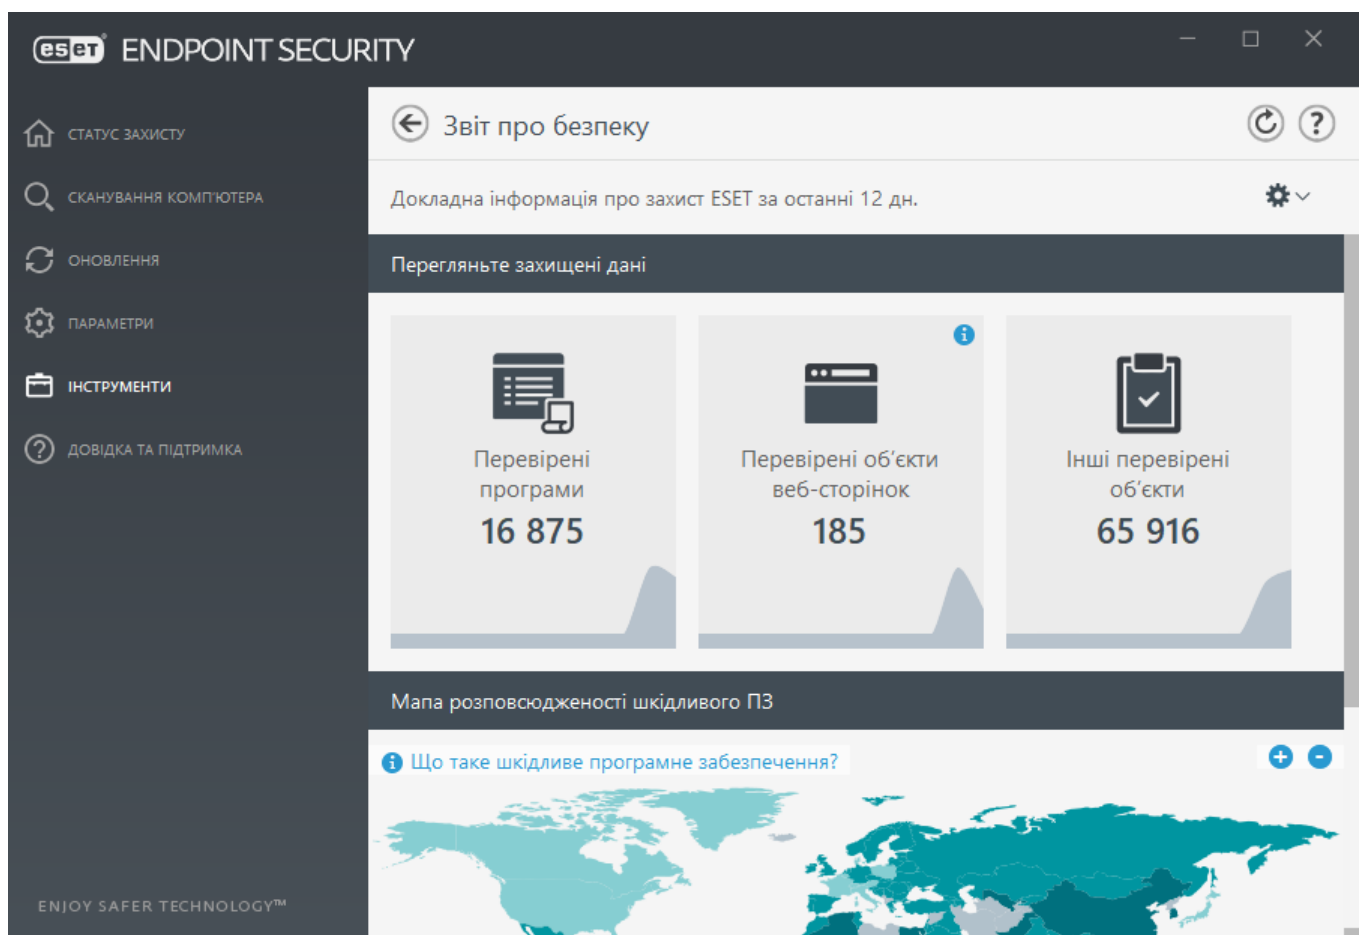 eset ENDPOINT SECURITY
СТАТУС ЗАХИСТУ
СКАНУВАННЯ КОМП'ЮТЕРА
ОНОВЛЕННЯ
ПАРАМЕТРИ
ІНСТРУМЕНТИ
ДОВІДКА ТА ПІДТРИМКА
ENJOY SAFER TECHNOLOGY™
Звіт про безпеку
Докладна інформація про захист ESET за останні 12 дн.
Перегляньте захищені дані
Перевірені
програми
16 875
Перевірені об'єкти
веб-сторінок
185
Інші перевірені
об'єкти
65 916
Мапа розповсюдженості шкідливого ПЗ
Що таке шкідливе програмне забезпечення?